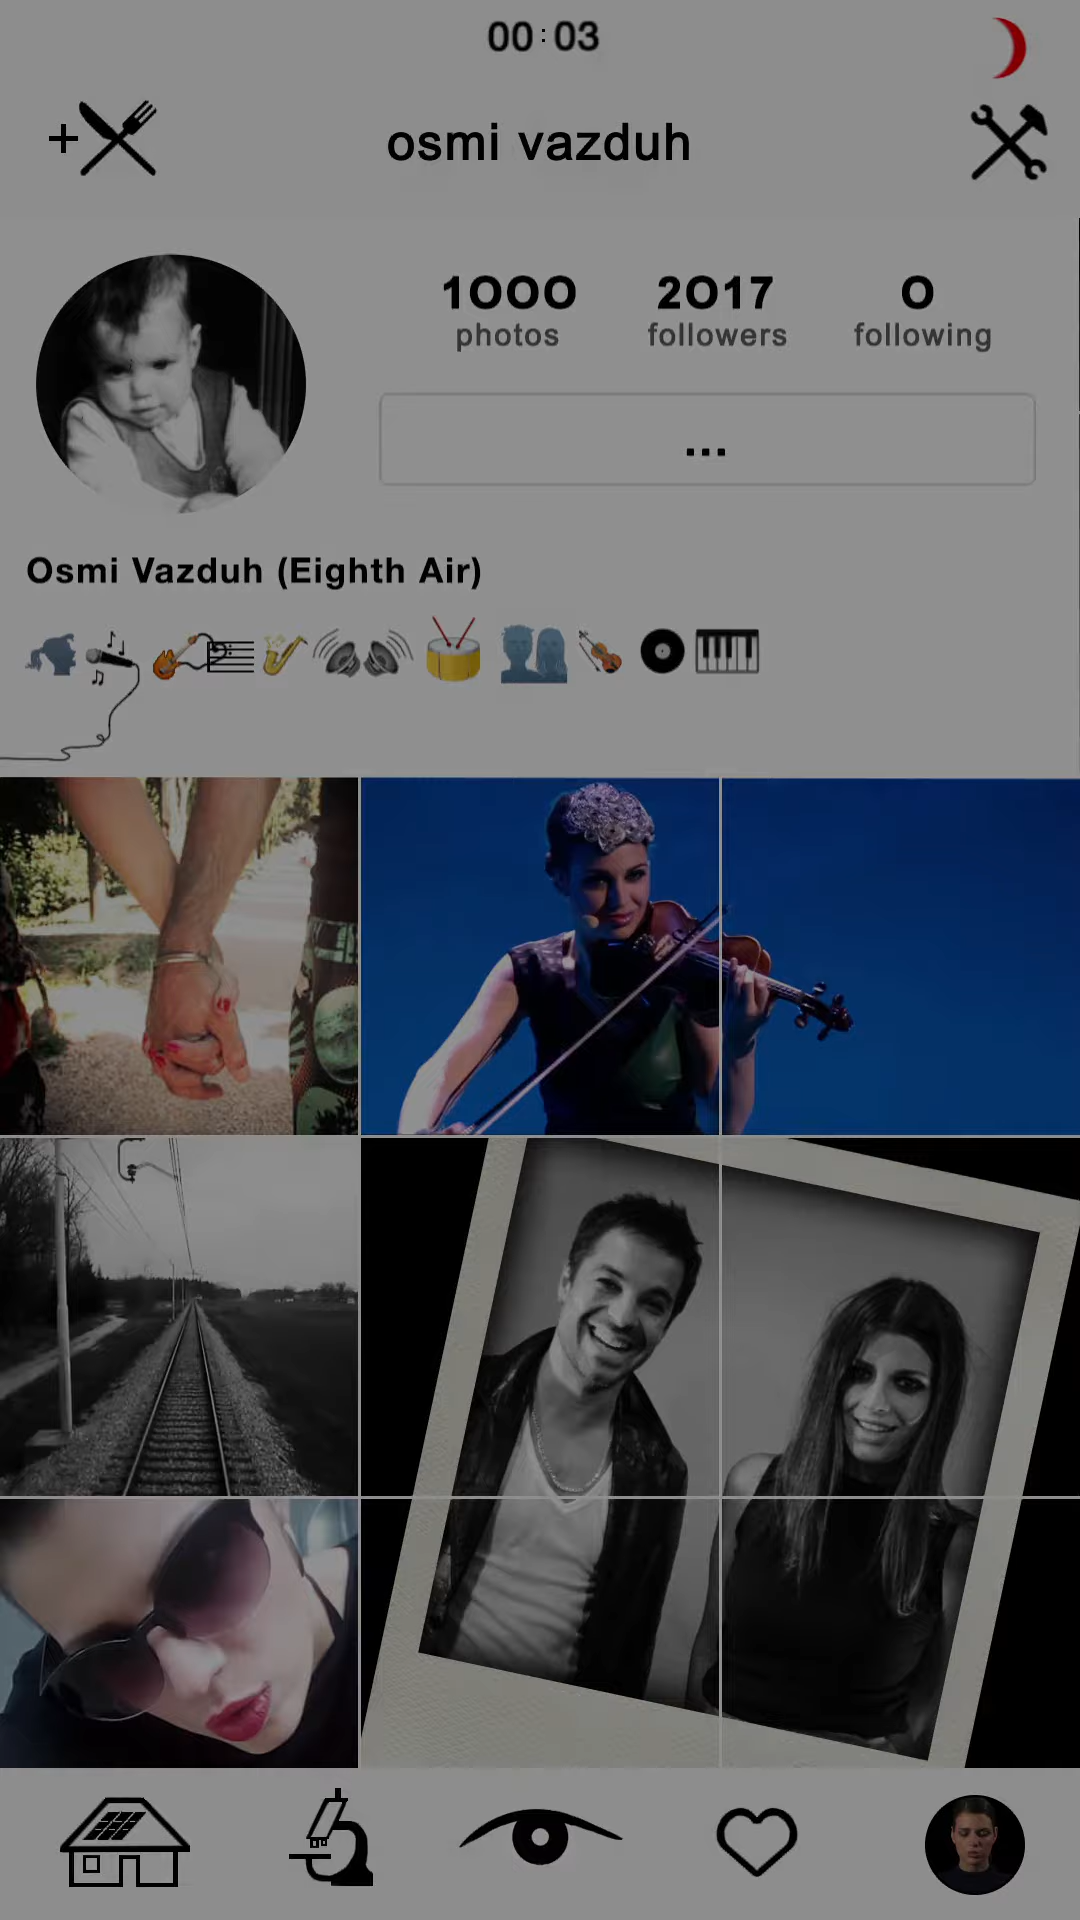 00:03
osmi vazduh
1000 2017 0
photos followers following
...
Osmi Vazduh (Eighth Air)